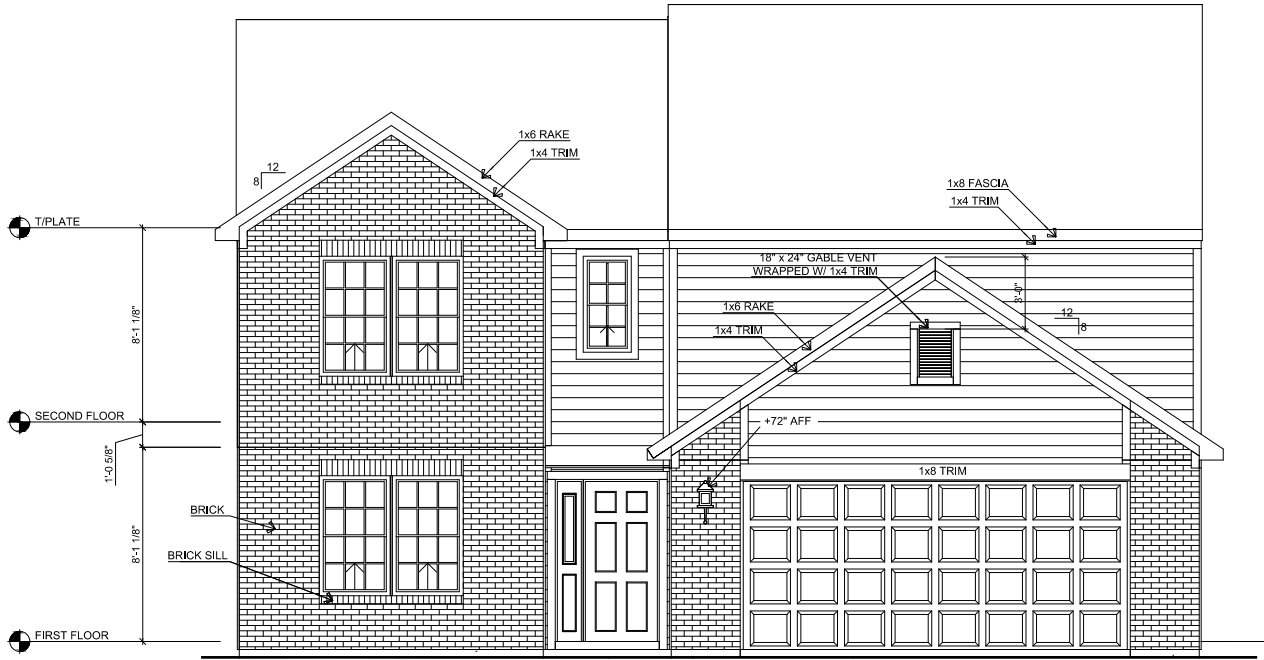 1x6 RAKE
1x4 TRIM
12
8
1x8 FASCIA
1x4 TRIM
T/PLATE
18" x 24" GABLE VENT
WRAPPED W/ 1x4 TRIM
3'-0"
1x6 RAKE
12
8
8'-1 1/8"
1x4 TRIM
SECOND FLOOR
+72" AFF
1'-0 5/8"
1x8 TRIM
BRICK
8'-1 1/8"
BRICK SILL
FIRST FLOOR